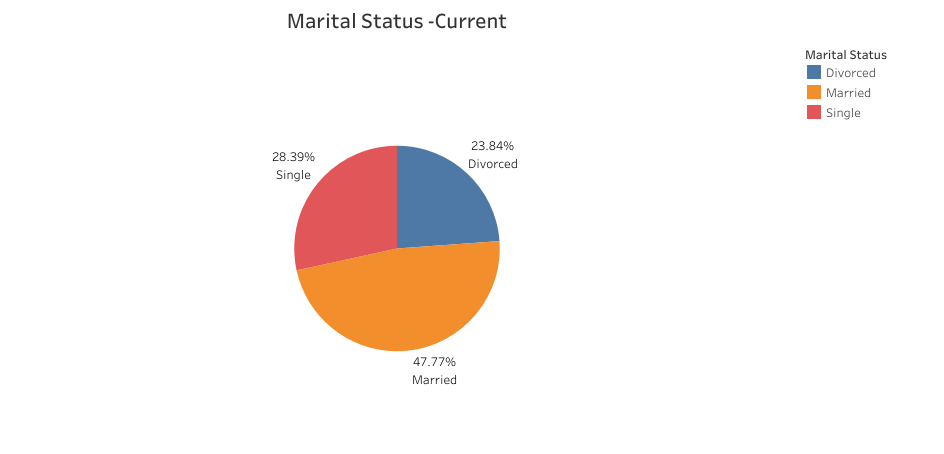 Marital Status -Current
Marital Status
Divorced
Married
Single
23.84%
Divorced
28.39%
Single
47.77%
Married